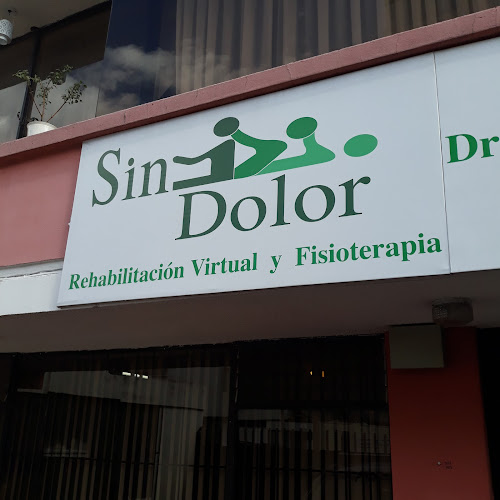 Sin
Dolor
Rehabilitación Virtual y Fisioterapia
Dr